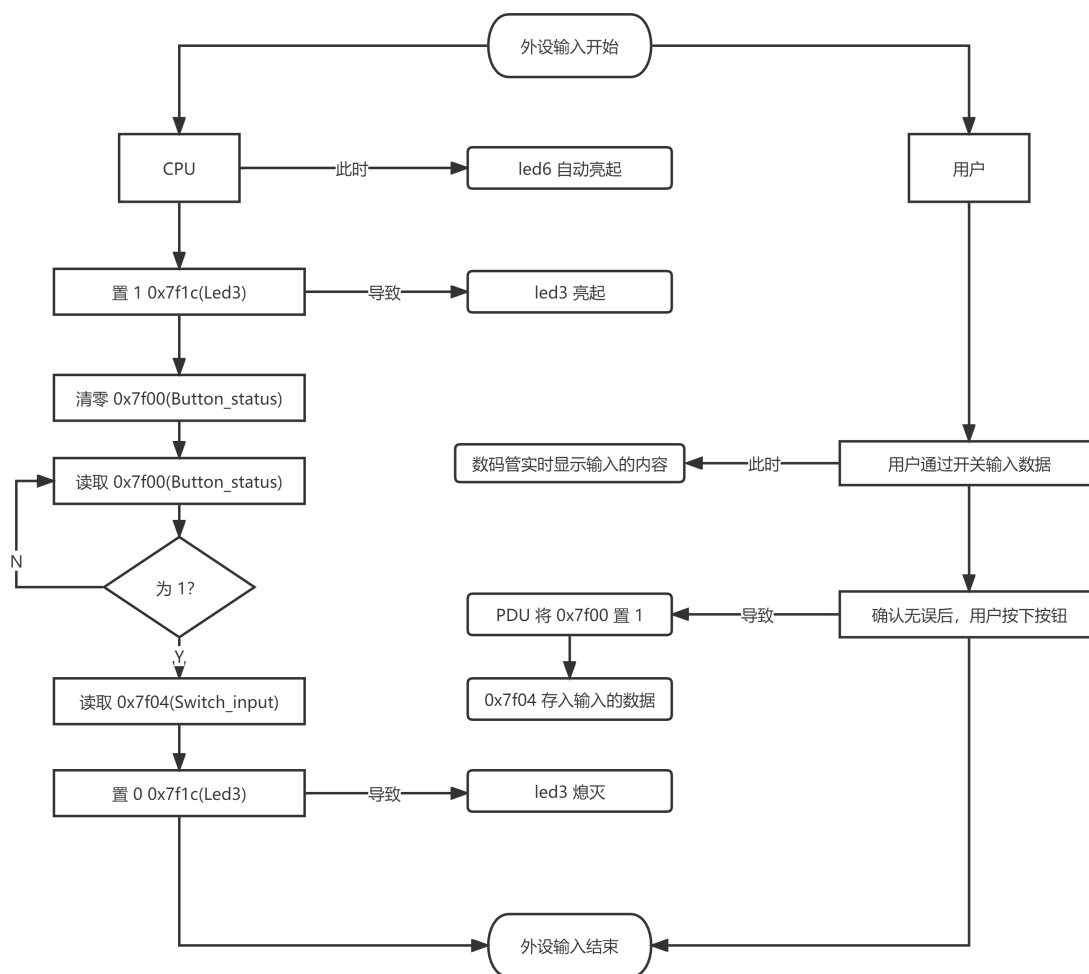 外设输入开始
CPU
此时
led6 自动亮起
用户
置 1 0x7f1c(Led3)
导致
led3 亮起
清零 0x7f00(Button_status)
读取 0x7f00(Button_status)
数码管实时显示输入的内容
此时
用户通过开关输入数据
N
为 1?
PDU 将 0x7f00 置 1
导致
确认无误后，用户按下按钮
Y
读取 0x7f04(Switch_input)
0x7f04 存入输入的数据
置 0 0x7f1c(Led3)
导致
led3 熄灭
外设输入结束